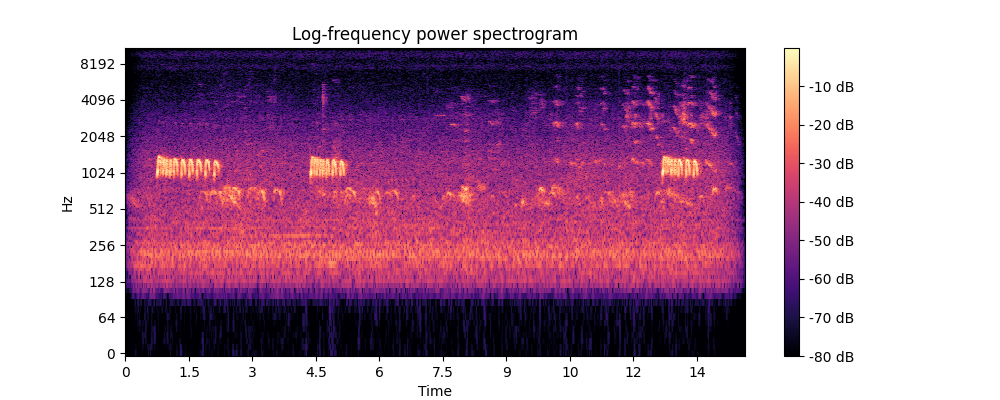 Log-frequency power spectrogram
Hz
8192
4096
2048
1024
512
256
128
64
0
0 1.5 3 4.5 6 7.5 9 10 12 14
Time
-10 dB
-20 dB
-30 dB
-40 dB
-50 dB
-60 dB
-70 dB
-80 dB